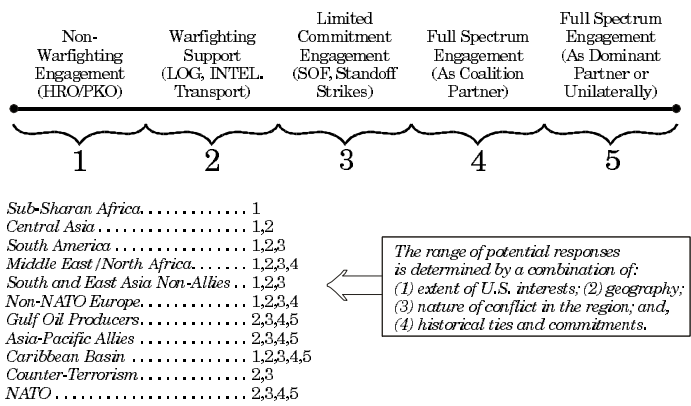 Non-
Warfighting
Engagement
(HRO/PKO)
Warfighting
Support
(LOG, INTEL.
Transport)
Limited
Commitment
Engagement
(SOF, Standoff
Strikes)
Full Spectrum
Engagement
(As Coalition
Partner)
Full Spectrum
Engagement
(As Dominant
Partner or
Unilaterally)
1 2 3 4 5
Sub-Sharan Africa. . . . . . . . . . . . . 1
Central Asia . . . . . . . . . . . . . . . . . . 1,2
South America . . . . . . . . . . . . . . . . 1,2,3
Middle East/North Africa. . . . . . . 1,2,3,4
South and East Asia Non-Allies . . 1,2,3
Non-NATO Europe. . . . . . . . . . . . . 1,2,3,4
Gulf Oil Producers. . . . . . . . . . . . . 2,3,4,5
Asia-Pacific Allies . . . . . . . . . . . . . 2,3,4,5
Caribbean Basin . . . . . . . . . . . . . . 1,2,3,4,5
Counter-Terrorism. . . . . . . . . . . . . 2,3
NATO . . . . . . . . . . . . . . . . . . . . . . . 2,3,4,5
The range of potential responses
is determined by a combination of:
(1) extent of U.S. interests; (2) geography;
(3) nature of conflict in the region; and,
(4) historical ties and commitments.